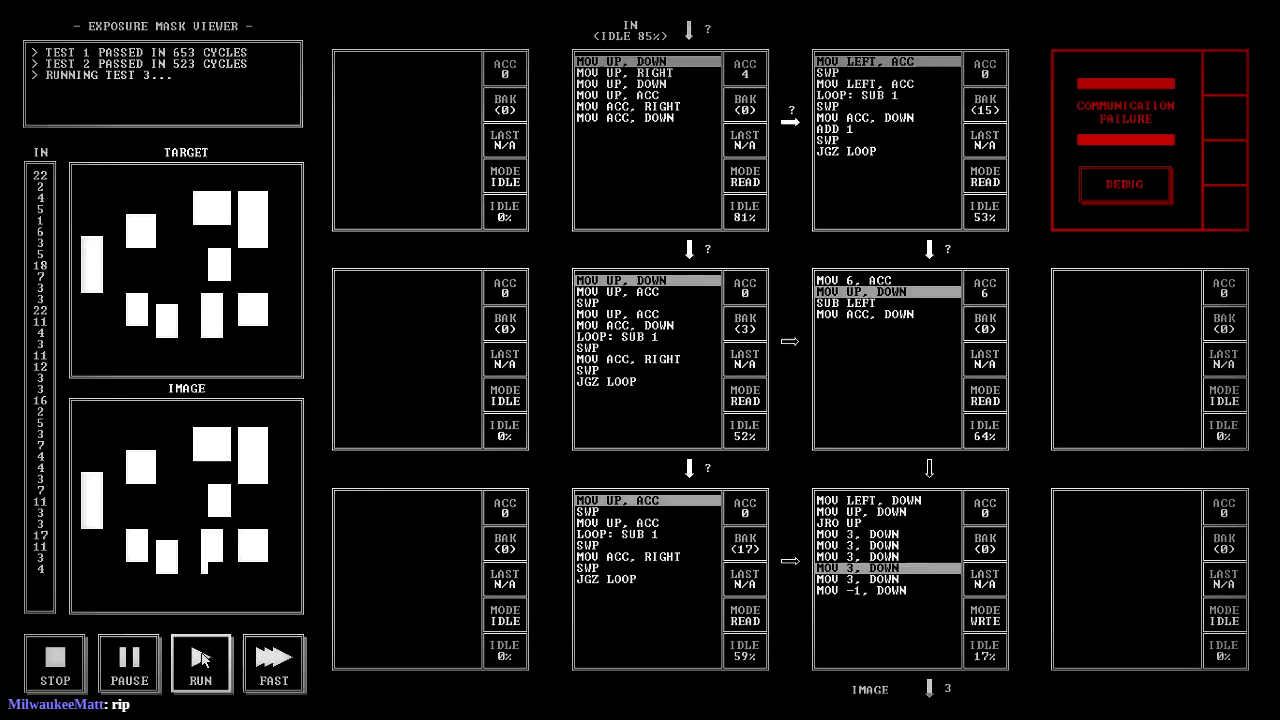 - EXPOSURE MASK VIEWER -
> TEST 1 PASSED IN 653 CYCLES
> TEST 2 PASSED IN 523 CYCLES
> RUNNING TEST 3...
IN
22
2
4
5
1
6
3
5
18
7
3
3
22
11
4
3
11
12
3
3
16
2
5
3
7
4
4
3
7
11
3
3
17
11
3
4
TARGET
IMAGE
STOP
PAUSE
RUN
FAST
MilwaukeeMatt: rip
ACC
0
BAK
(0)
LAST
N/A
MODE
IDLE
IDLE
0%
IN
(IDLE 85%)
?
MOV UP, DOWN
MOV UP, RIGHT
MOV UP, DOWN
MOV UP, ACC
MOV ACC, RIGHT
MOV ACC, DOWN
ACC
4
BAK
(0)
LAST
N/A
MODE
READ
IDLE
81%
?
MOV LEFT, ACC
SWP
MOV LEFT, ACC
LOOP: SUB 1
SWP
MOV ACC, DOWN
ADD 1
SWP
JGZ LOOP
ACC
0
BAK
(15)
LAST
N/A
MODE
READ
IDLE
53%
COMMUNICATION
FAILURE
DEBUG
?
?
ACC
0
BAK
(0)
LAST
N/A
MODE
IDLE
IDLE
0%
MOV UP, DOWN
MOV UP, ACC
SWP
MOV UP, ACC
MOV ACC, DOWN
LOOP: SUB 1
SWP
MOV ACC, RIGHT
SWP
JGZ LOOP
ACC
0
BAK
(3)
LAST
N/A
MODE
READ
IDLE
52%
MOV 6, ACC
MOV UP, DOWN
SUB LEFT
MOV ACC, DOWN
ACC
6
BAK
(0)
LAST
N/A
MODE
READ
IDLE
64%
ACC
0
BAK
(0)
LAST
N/A
MODE
IDLE
IDLE
0%
?
ACC
0
BAK
(0)
LAST
N/A
MODE
IDLE
IDLE
0%
MOV UP, ACC
SWP
MOV UP, ACC
LOOP: SUB 1
SWP
MOV ACC, RIGHT
SWP
JGZ LOOP
ACC
0
BAK
(17)
LAST
N/A
MODE
READ
IDLE
59%
MOV LEFT, DOWN
MOV UP, DOWN
JRO UP
MOV 3, DOWN
MOV 3, DOWN
MOV 3, DOWN
MOV 3, DOWN
MOV 3, DOWN
MOV -1, DOWN
ACC
0
BAK
(0)
LAST
N/A
MODE
WRTE
IDLE
17%
ACC
0
BAK
(0)
LAST
N/A
MODE
IDLE
IDLE
0%
IMAGE
3